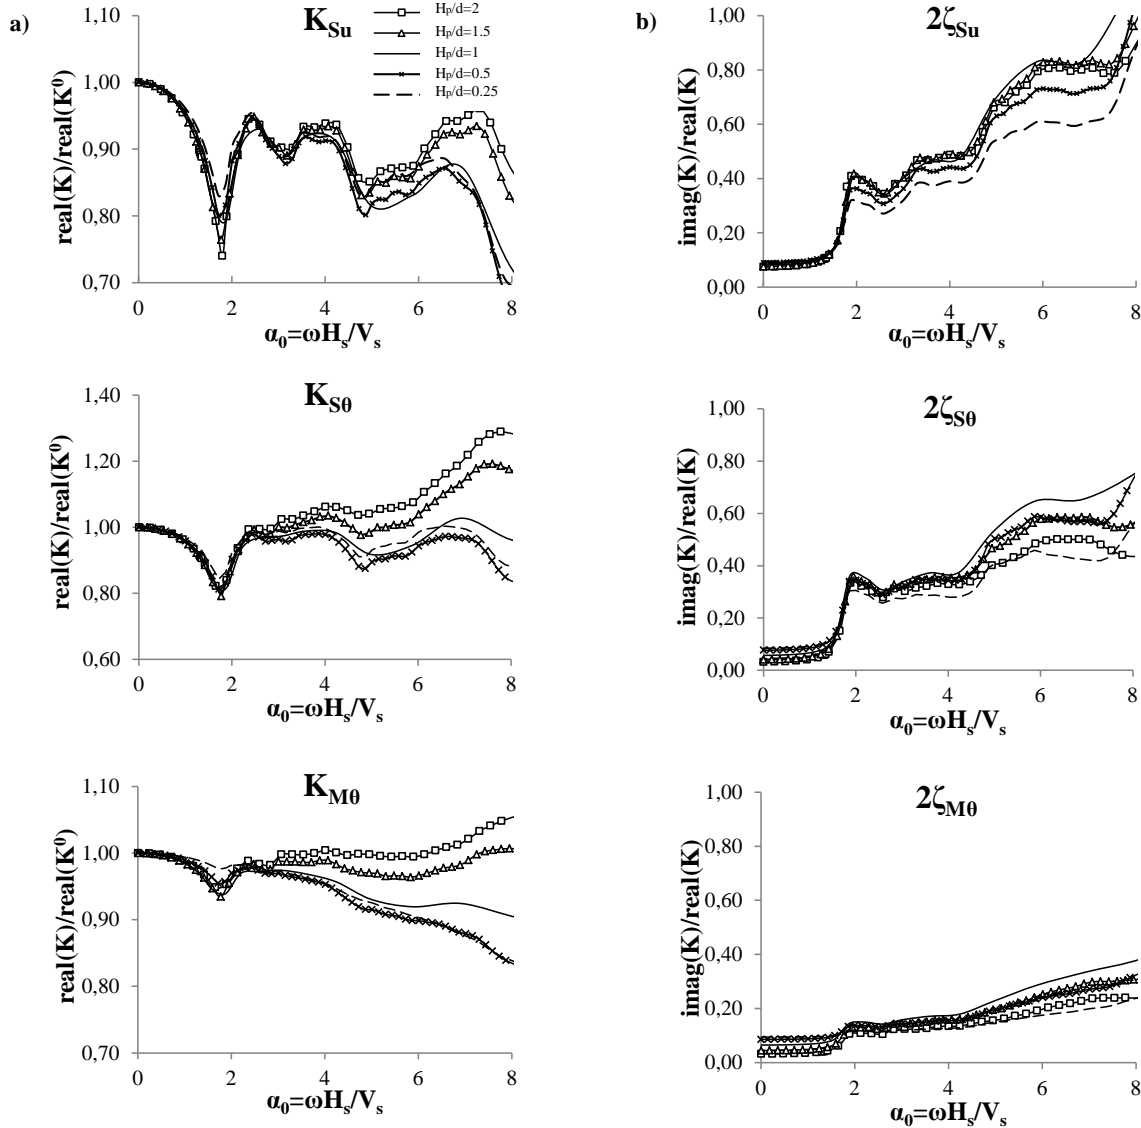 a)
K_Su
H_p/d=2
H_p/d=1.5
H_p/d=1
H_p/d=0.5
H_p/d=0.25
real(K)/real(K⁰)
1,10
1,00
0,90
0,80
0,70
0 2 4 6 8
α₀=ωH_s/V_s
b)
2ζ_Su
imag(K)/real(K)
1,00
0,80
0,60
0,40
0,20
0,00
0 2 4 6 8
α₀=ωH_s/V_s
K_Sθ
real(K)/real(K⁰)
1,40
1,20
1,00
0,80
0,60
0 2 4 6 8
α₀=ωH_s/V_s
2ζ_Sθ
imag(K)/real(K)
1,00
0,80
0,60
0,40
0,20
0,00
0 2 4 6 8
α₀=ωH_s/V_s
K_Mθ
real(K)/real(K⁰)
1,10
1,00
0,90
0,80
0,70
0 2 4 6 8
α₀=ωH_s/V_s
2ζ_Mθ
imag(K)/real(K)
1,00
0,80
0,60
0,40
0,20
0,00
0 2 4 6 8
α₀=ωH_s/V_s